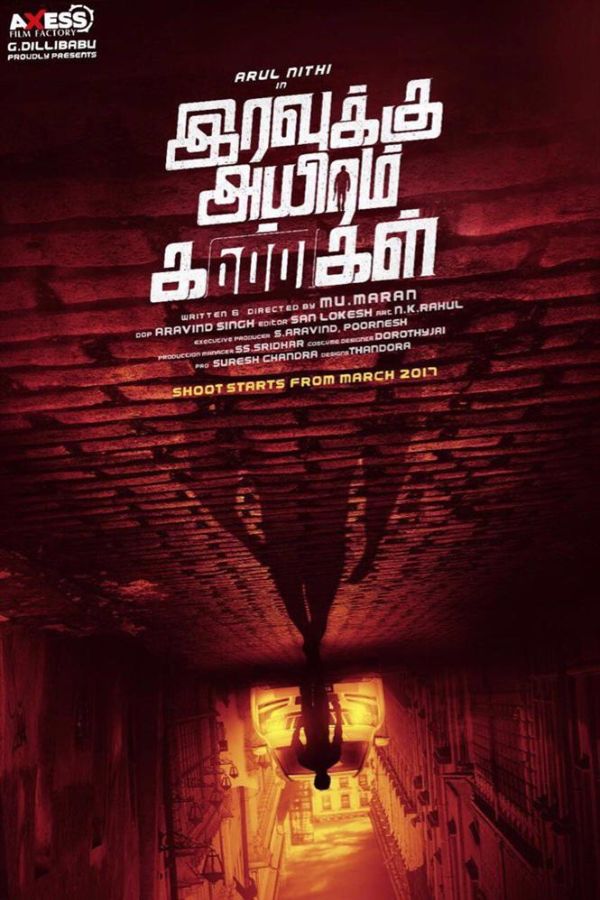 AXESS
FILM FACTORY
G.DILLIBABU
PROUDLY PRESENTS
ARUL NITHI
IN
இரவுக்கு
ஆயிரம்
கண்கள்
WRITTEN & DIRECTED BY MU.MARAN
DOP ARAVIND SINGH EDITOR SAN LOKESH ART N.K.RAHUL
EXECUTIVE PRODUCER S.ARAVIND, POORNESH
PRODUCTION MANAGER SS.SRIDHAR COSTUME DESIGNER DOROTHYJAI
PRO SURESH CHANDRA DESIGNS THANDORA
SHOOT STARTS FROM MARCH 2017